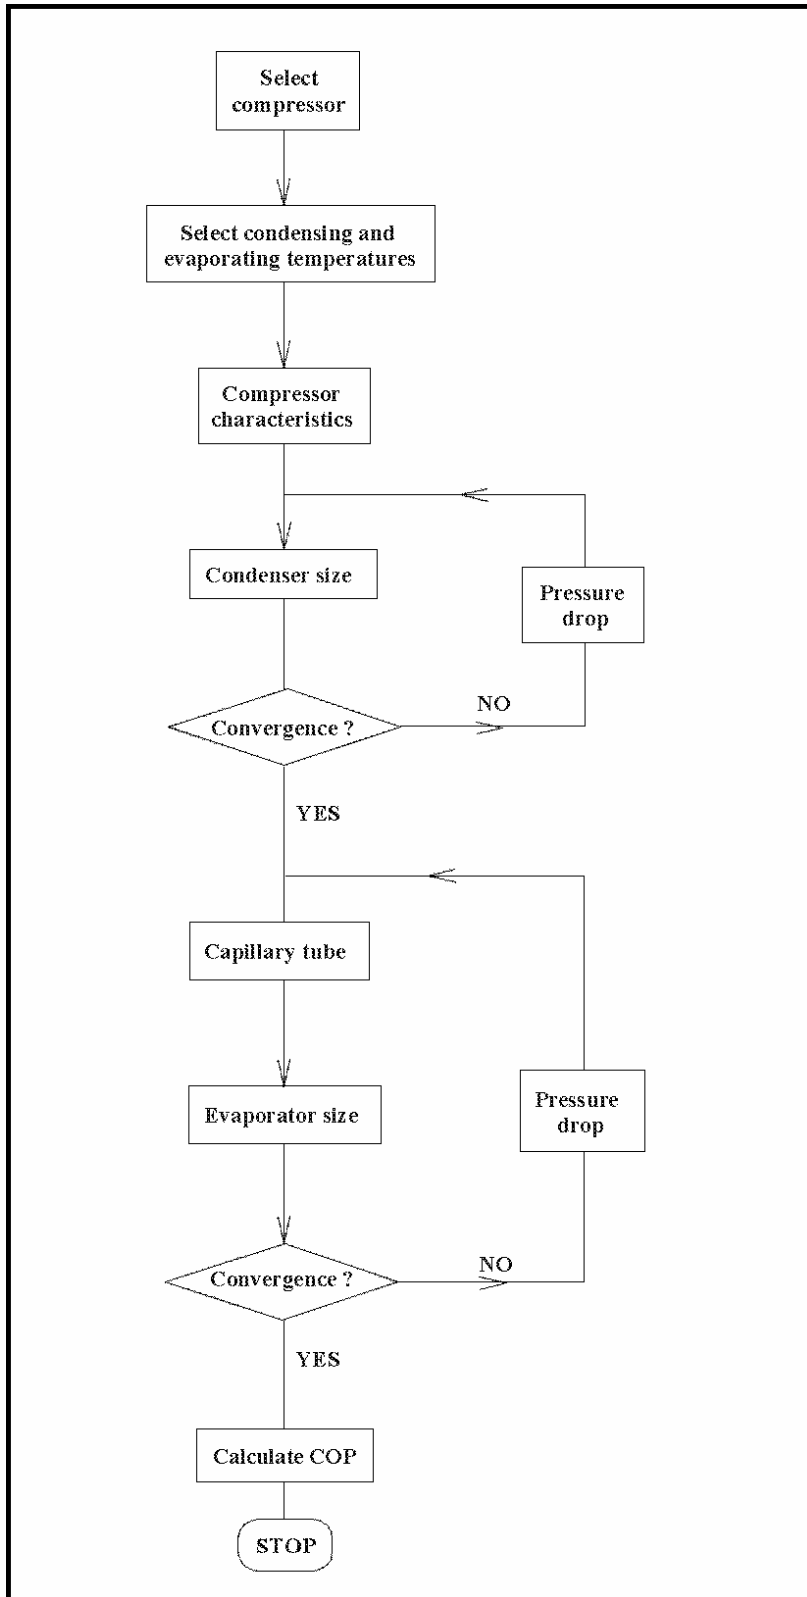 Select
compressor
Select condensing and
evaporating temperatures
Compressor
characteristics
Condenser size
Pressure
drop
NO
Convergence ?
YES
Capillary tube
Evaporator size
Pressure
drop
NO
Convergence ?
YES
Calculate COP
STOP